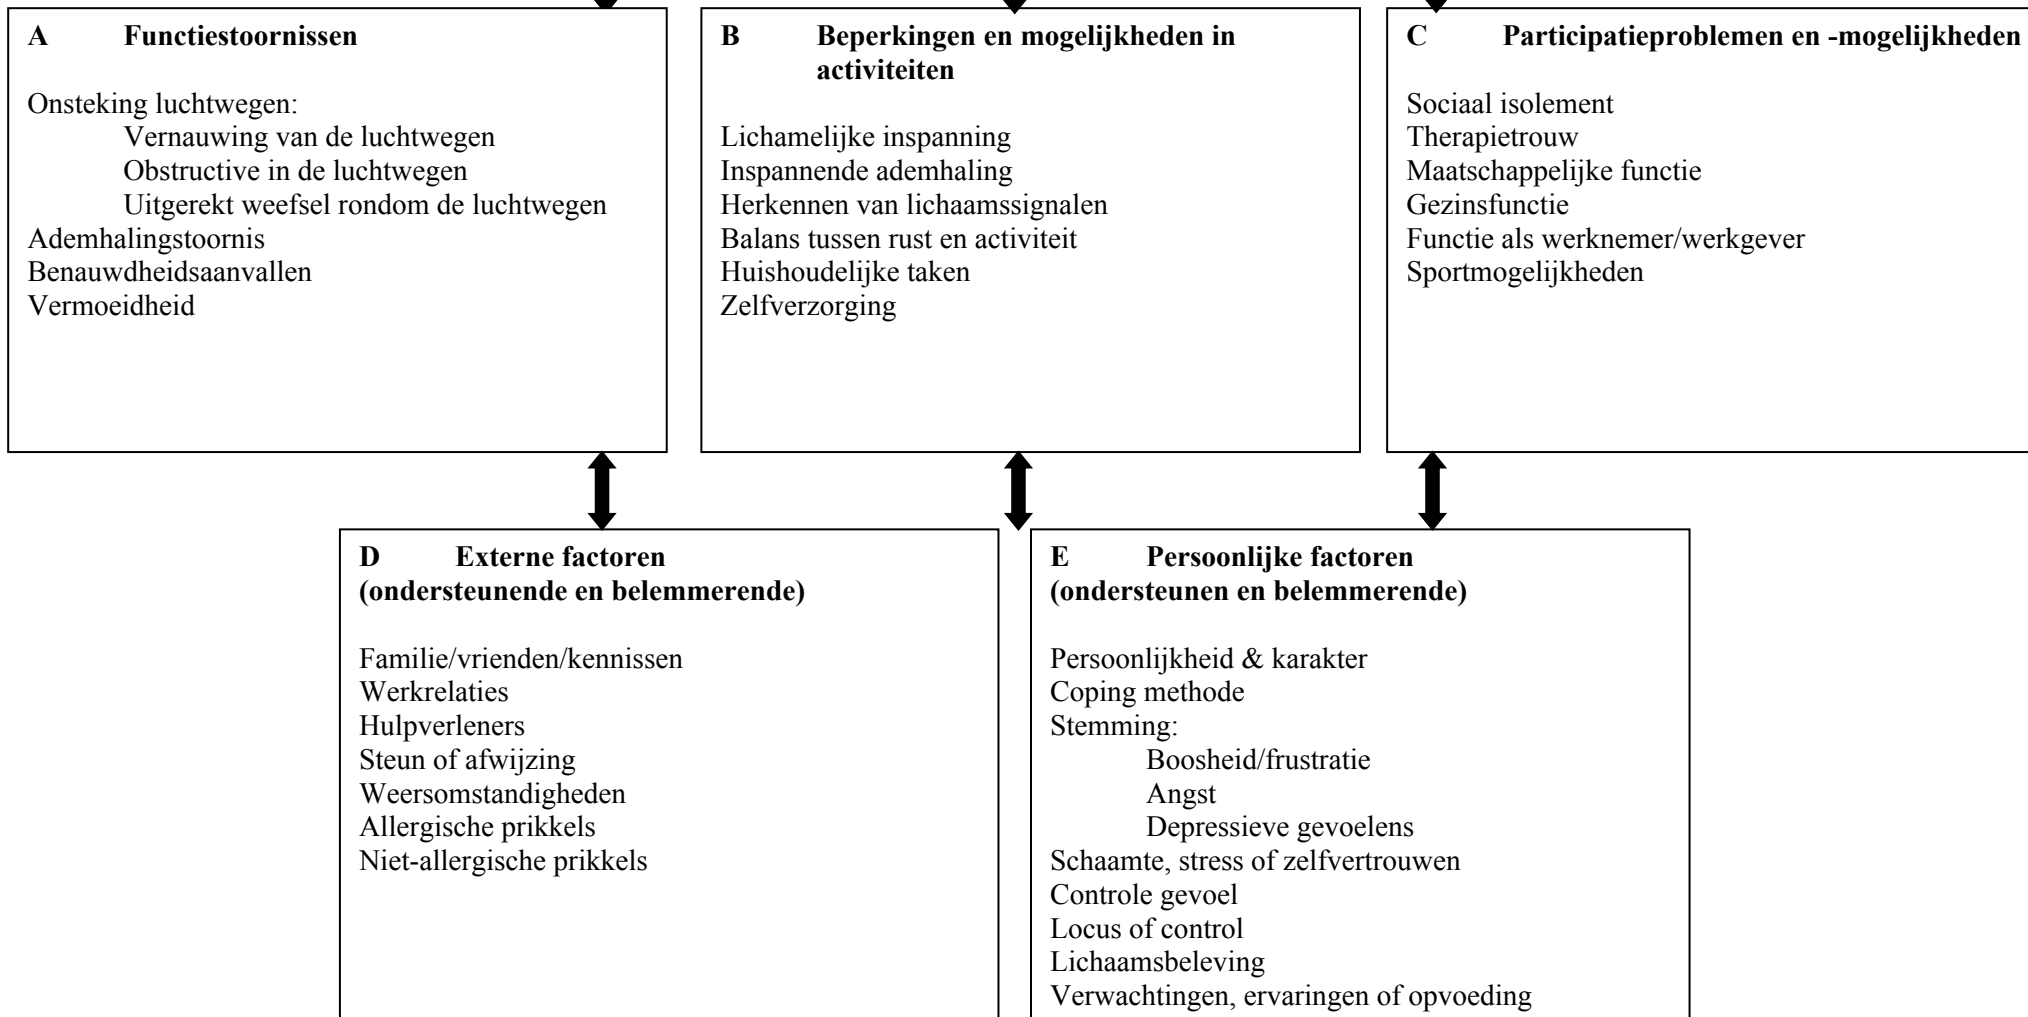 A Functiestoornissen
Onsteking luchtwegen:
Vernauwing van de luchtwegen
Obstructive in de luchtwegen
Uitgerekt weefsel rondom de luchtwegen
Ademhalingstoornis
Benauwdheidsaanvallen
Vermoeidheid
B Beperkingen en mogelijkheden in
activiteiten
Lichamelijke inspanning
Inspannende ademhaling
Herkennen van lichaamssignalen
Balans tussen rust en activiteit
Huishoudelijke taken
Zelfverzorging
C Participatieproblemen en -mogelijkheden
Sociaal isolement
Therapietrouw
Maatschappelijke functie
Gezinsfunctie
Functie als werknemer/werkgever
Sportmogelijkheden
D Externe factoren
(ondersteunende en belemmerende)
Familie/vrienden/kennissen
Werkrelaties
Hulpverleners
Steun of afwijzing
Weersomstandigheden
Allergische prikkels
Niet-allergische prikkels
E Persoonlijke factoren
(ondersteunen en belemmerende)
Persoonlijkheid & karakter
Coping methode
Stemming:
Boosheid/frustratie
Angst
Depressieve gevoelens
Schaamte, stress of zelfvertrouwen
Controle gevoel
Locus of control
Lichaamsbeleving
Verwachtingen, ervaringen of opvoeding